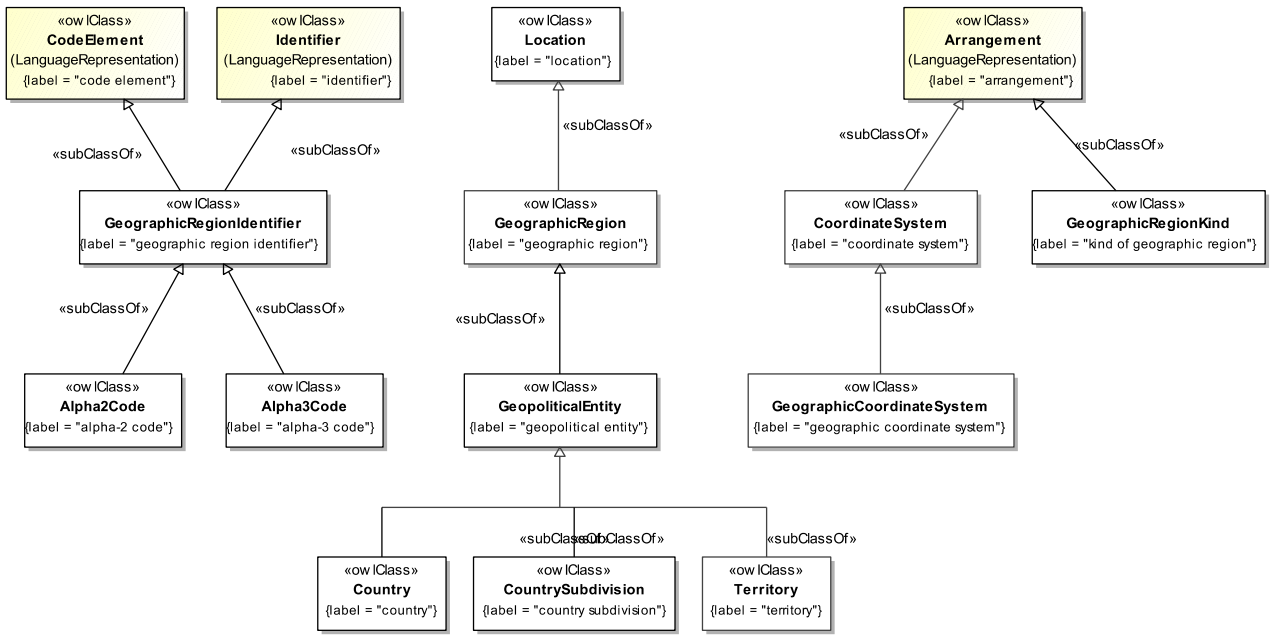 «owlClass»
CodeElement
(LanguageRepresentation)
{label = "code element"}
«owlClass»
Identifier
(LanguageRepresentation)
{label = "identifier"}
«owlClass»
Location
{label = "location"}
«owlClass»
Arrangement
(LanguageRepresentation)
{label = "arrangement"}
«subClassOf»
«subClassOf»
«subClassOf»
«subClassOf»
«subClassOf»
«owlClass»
GeographicRegionIdentifier
{label = "geographic region identifier"}
«owlClass»
GeographicRegion
{label = "geographic region"}
«owlClass»
CoordinateSystem
{label = "coordinate system"}
«owlClass»
GeographicRegionKind
{label = "kind of geographic region"}
«subClassOf»
«subClassOf»
«subClassOf»
«subClassOf»
«owlClass»
Alpha2Code
{label = "alpha-2 code"}
«owlClass»
Alpha3Code
{label = "alpha-3 code"}
«owlClass»
GeopoliticalEntity
{label = "geopolitical entity"}
«owlClass»
GeographicCoordinateSystem
{label = "geographic coordinate system"}
«subClassOf»
«subClassOf»
«subClassOf»
«owlClass»
Country
{label = "country"}
«owlClass»
CountrySubdivision
{label = "country subdivision"}
«owlClass»
Territory
{label = "territory"}